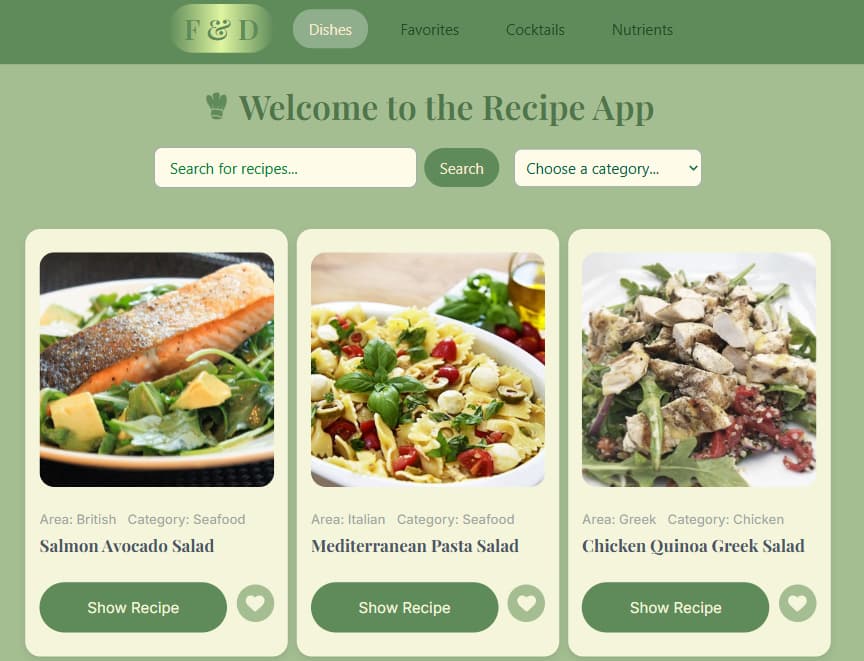 F & D Dishes Favorites Cocktails Nutrients
Welcome to the Recipe App
Search for recipes... Search Choose a category...
Area: British Category: Seafood
Salmon Avocado Salad
Show Recipe
Area: Italian Category: Seafood
Mediterranean Pasta Salad
Show Recipe
Area: Greek Category: Chicken
Chicken Quinoa Greek Salad
Show Recipe